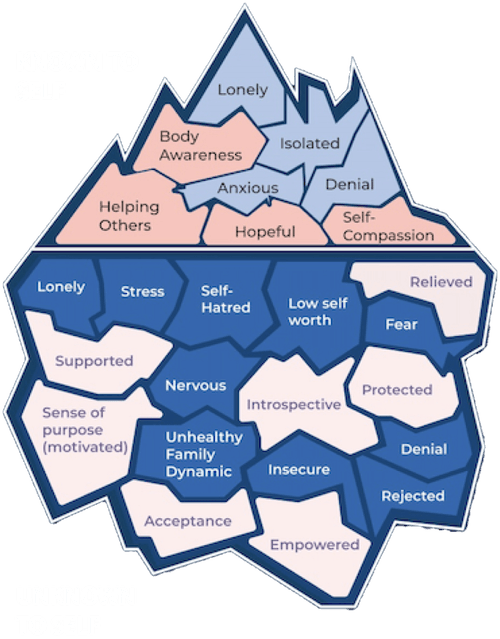 Lonely
Body
Awareness
Isolated
Anxious
Denial
Helping
Others
Hopeful
Self-
Compassion
Lonely
Stress
Self-
Hatred
Low self
worth
Relieved
Fear
Supported
Nervous
Introspective
Protected
Sense of
purpose
(motivated)
Unhealthy
Family
Dynamic
Insecure
Denial
Rejected
Acceptance
Empowered